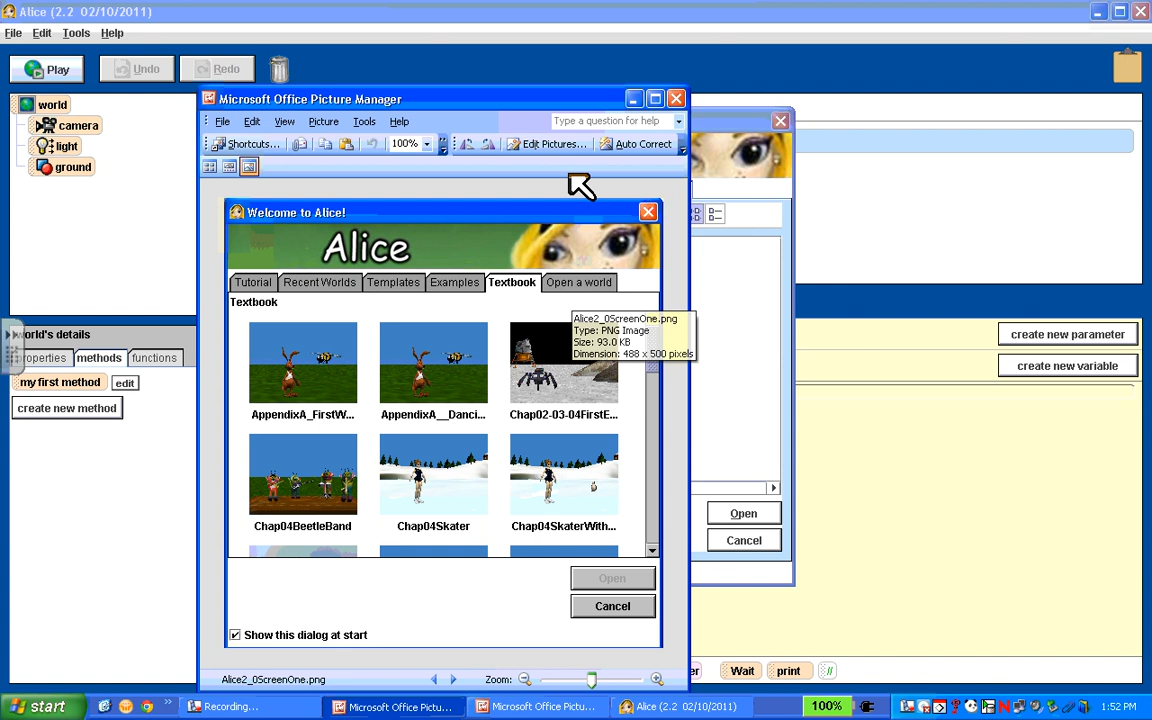 Alice (2.2 02/10/2011)
File Edit Tools Help
Play Undo Redo
world
camera
light
ground
Microsoft Office Picture Manager
File Edit View Picture Tools Help Type a question for help
Shortcuts... 100% Edit Pictures... Auto Correct
Welcome to Alice!
Alice
Tutorial Recent Worlds Templates Examples Textbook Open a world
Textbook
Alice2_0ScreenOne.png
Type: PNG Image
Size: 93.0 KB
Dimension: 488 x 500 pixels
AppendixA_FirstW... AppendixA__Danci... Chap02-03-04FirstE...
Chap04BeetleBand Chap04Skater Chap04SkaterWith...
Open
Cancel
Show this dialog at start
Alice2_0ScreenOne.png Zoom:
world's details
properties methods functions
my first method edit
create new method
create new parameter
create new variable
Open
Cancel
er Wait print //
start Recording... Microsoft Office Pictu... Microsoft Office Pictu... Alice (2.2 02/10/2011) 100% 1:52 PM